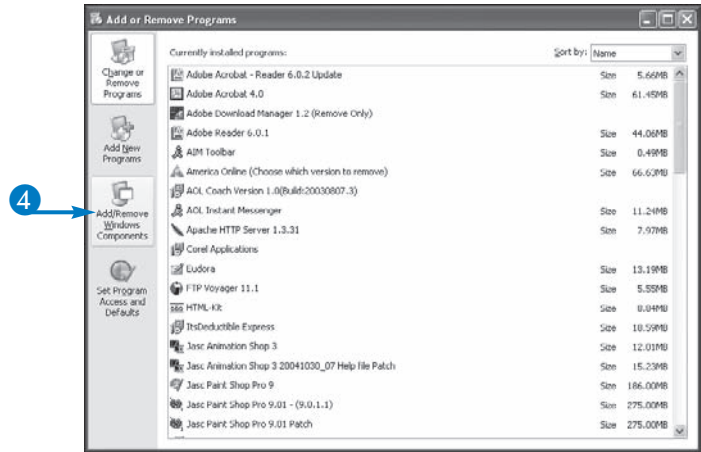 Add or Remove Programs
Change or
Remove
Programs
Add New
Programs
4
Add/Remove
Windows
Components
Set Program
Access and
Defaults
Currently installed programs:
Sort by: Name
Adobe Acrobat - Reader 6.0.2 Update Size 5.66MB
Adobe Acrobat 4.0 Size 61.45MB
Adobe Download Manager 1.2 (Remove Only)
Adobe Reader 6.0.1 Size 44.06MB
AIM Toolbar Size 0.49MB
America Online (Choose which version to remove) Size 66.63MB
AOL Coach Version 1.0(Build:20030807.3)
AOL Instant Messenger Size 11.24MB
Apache HTTP Server 1.3.31 Size 7.97MB
Corel Applications
Eudora Size 13.19MB
FTP Voyager 11.1 Size 5.55MB
HTML-Kit Size 8.84MB
ItsDeductible Express Size 18.59MB
Jasc Animation Shop 3 Size 12.01MB
Jasc Animation Shop 3 20041030_07 Help file Patch Size 15.23MB
Jasc Paint Shop Pro 9 Size 186.00MB
Jasc Paint Shop Pro 9.01 - (9.0.1.1) Size 275.00MB
Jasc Paint Shop Pro 9.01 Patch Size 275.00MB